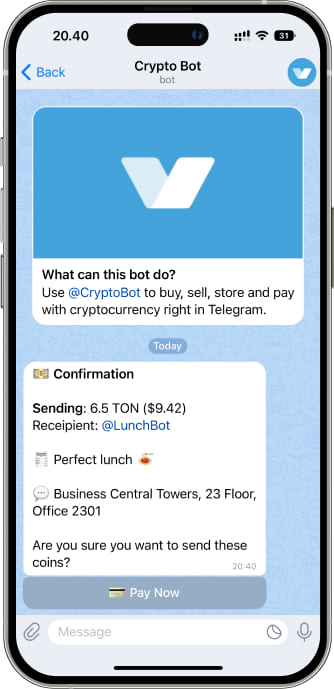 20.40
31
Back
Crypto Bot
bot
What can this bot do?
Use @CryptoBot to buy, sell, store and pay
with cryptocurrency right in Telegram.
Today
Confirmation
Sending: 6.5 TON ($9.42)
Receipient: @LunchBot
Perfect lunch
Business Central Towers, 23 Floor,
Office 2301
Are you sure you want to send these
coins?
20:40
Pay Now
Message